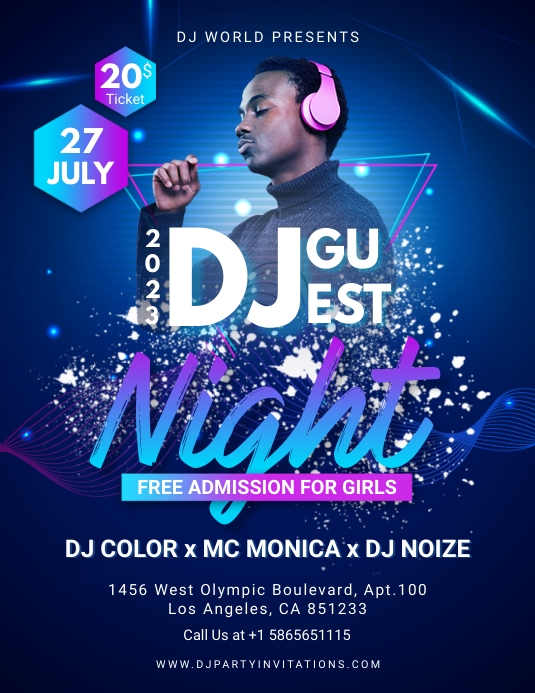 DJ WORLD PRESENTS
20$
Ticket
27
JULY
2023
DJ GU
EST
Night
FREE ADMISSION FOR GIRLS
DJ COLOR x MC MONICA x DJ NOIZE
1456 West Olympic Boulevard, Apt.100
Los Angeles, CA 851233
Call Us at +1 5865651115
WWW.DJPARTYINVITATIONS.COM